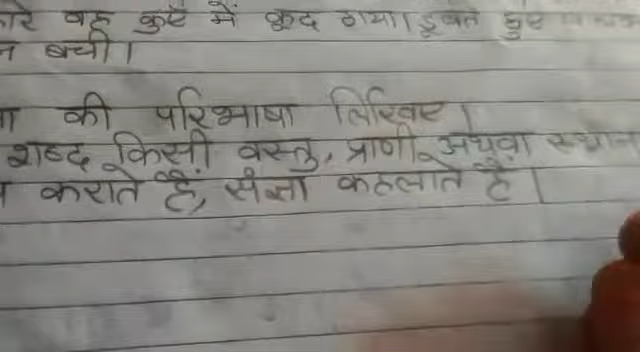 वह कुएँ में कूद गया। डूबते हुए
बची।
की परिभाषा लिखिए।
शब्द किसी वस्तु, प्राणी अथवा स्थान
कराते हैं, संज्ञा कहलाते हैं।